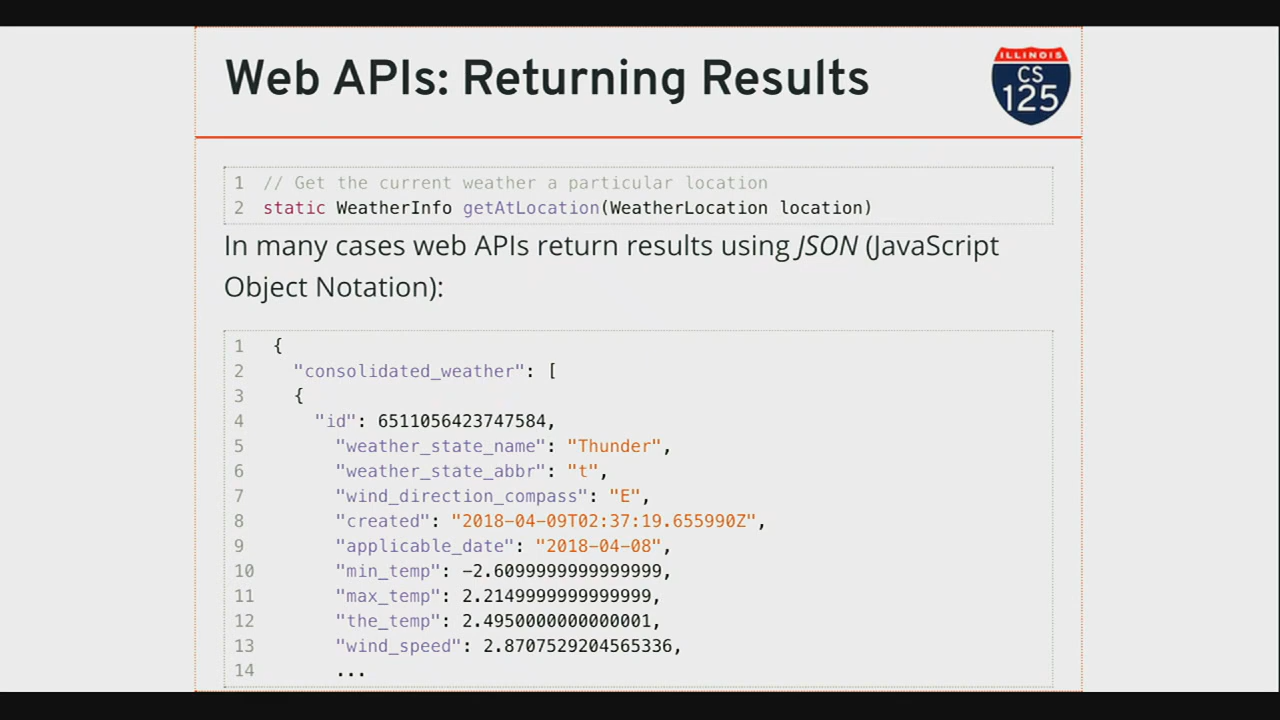 Web APIs: Returning Results
ILLINOIS
CS
125
1 // Get the current weather a particular location
2 static WeatherInfo getAtLocation(WeatherLocation location)
In many cases web APIs return results using JSON (JavaScript
Object Notation):
1 {
2 "consolidated_weather": [
3 {
4 "id": 6511056423747584,
5 "weather_state_name": "Thunder",
6 "weather_state_abbr": "t",
7 "wind_direction_compass": "E",
8 "created": "2018-04-09T02:37:19.655990Z",
9 "applicable_date": "2018-04-08",
10 "min_temp": -2.6099999999999999,
11 "max_temp": 2.2149999999999999,
12 "the_temp": 2.4950000000000001,
13 "wind_speed": 2.8707529204565336,
14 ...